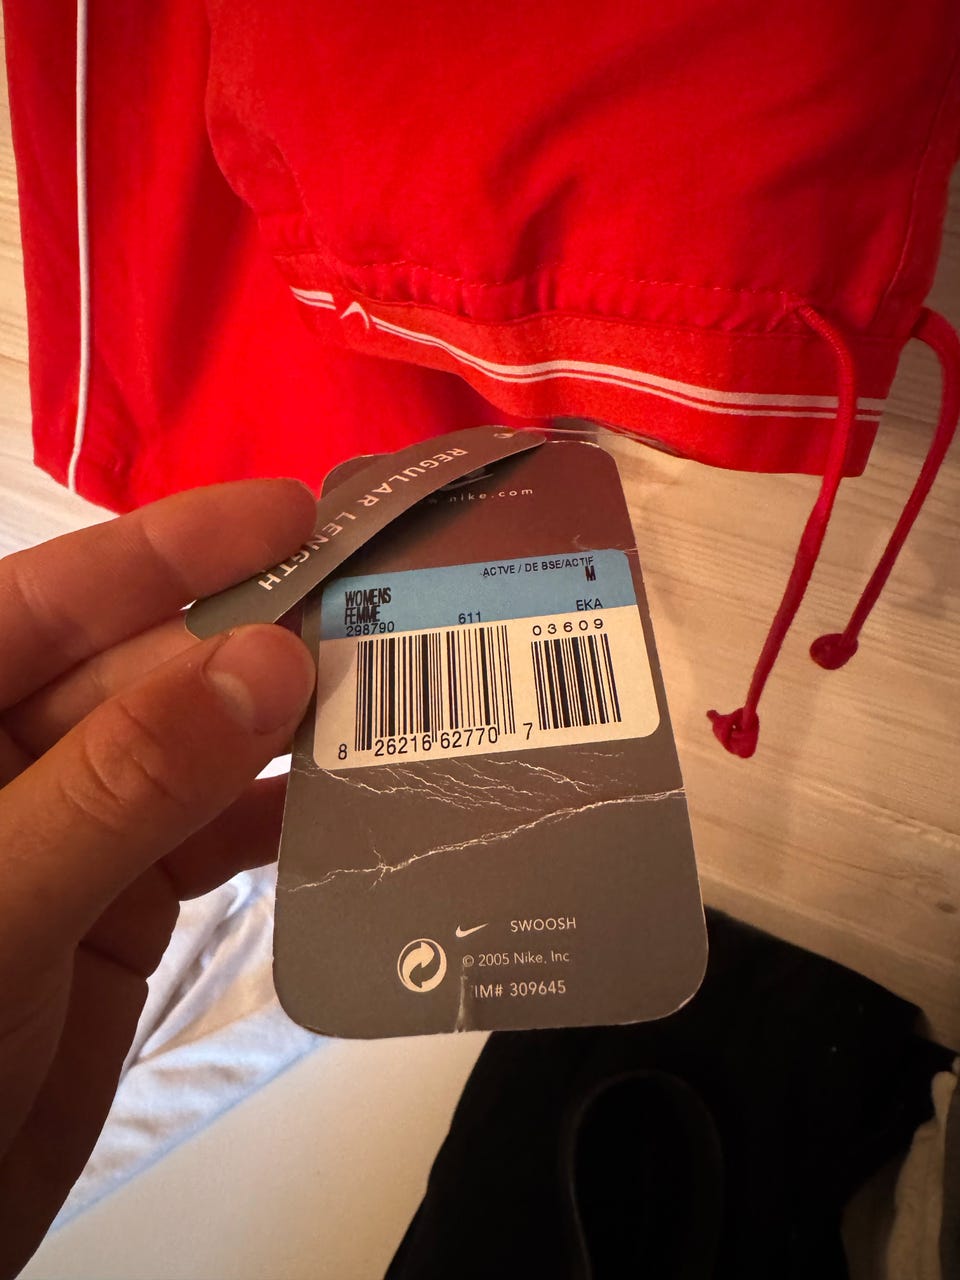 REGULAR LENGTH
nike.com
ACTVE / DE BSE/ACTIF
M
WOMENS
FEMME
298790 611 EKA
03609
8 26216 62770 7
SWOOSH
© 2005 Nike, Inc
IM# 309645